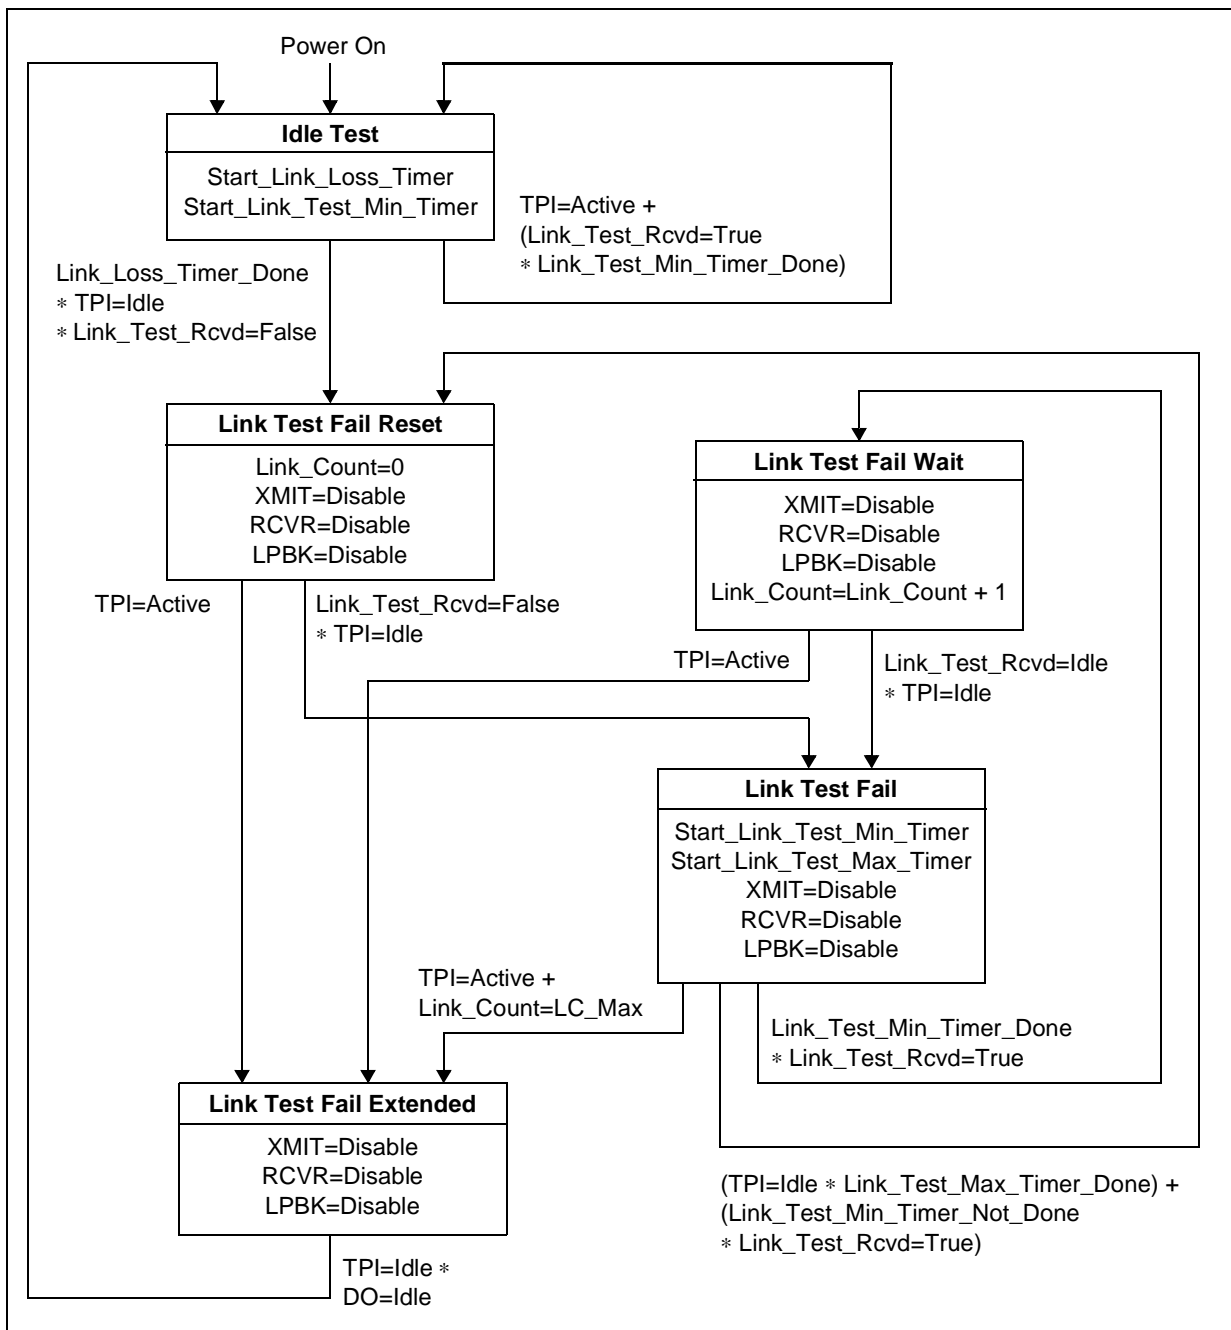 Power On
Idle Test
Start_Link_Loss_Timer
Start_Link_Test_Min_Timer
TPI=Active +
(Link_Test_Rcvd=True
* Link_Test_Min_Timer_Done)
Link_Loss_Timer_Done
* TPI=Idle
* Link_Test_Rcvd=False
Link Test Fail Reset
Link_Count=0
XMIT=Disable
RCVR=Disable
LPBK=Disable
Link Test Fail Wait
XMIT=Disable
RCVR=Disable
LPBK=Disable
Link_Count=Link_Count + 1
TPI=Active
Link_Test_Rcvd=False
* TPI=Idle
TPI=Active
Link_Test_Rcvd=Idle
* TPI=Idle
Link Test Fail
Start_Link_Test_Min_Timer
Start_Link_Test_Max_Timer
XMIT=Disable
RCVR=Disable
LPBK=Disable
TPI=Active +
Link_Count=LC_Max
Link_Test_Min_Timer_Done
* Link_Test_Rcvd=True
Link Test Fail Extended
XMIT=Disable
RCVR=Disable
LPBK=Disable
(TPI=Idle * Link_Test_Max_Timer_Done) +
(Link_Test_Min_Timer_Not_Done
* Link_Test_Rcvd=True)
TPI=Idle *
DO=Idle